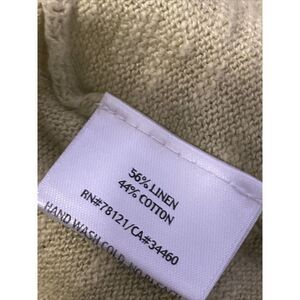 56% LINEN
44% COTTON
RN#78121/CA#34460
HAND WASH COLD